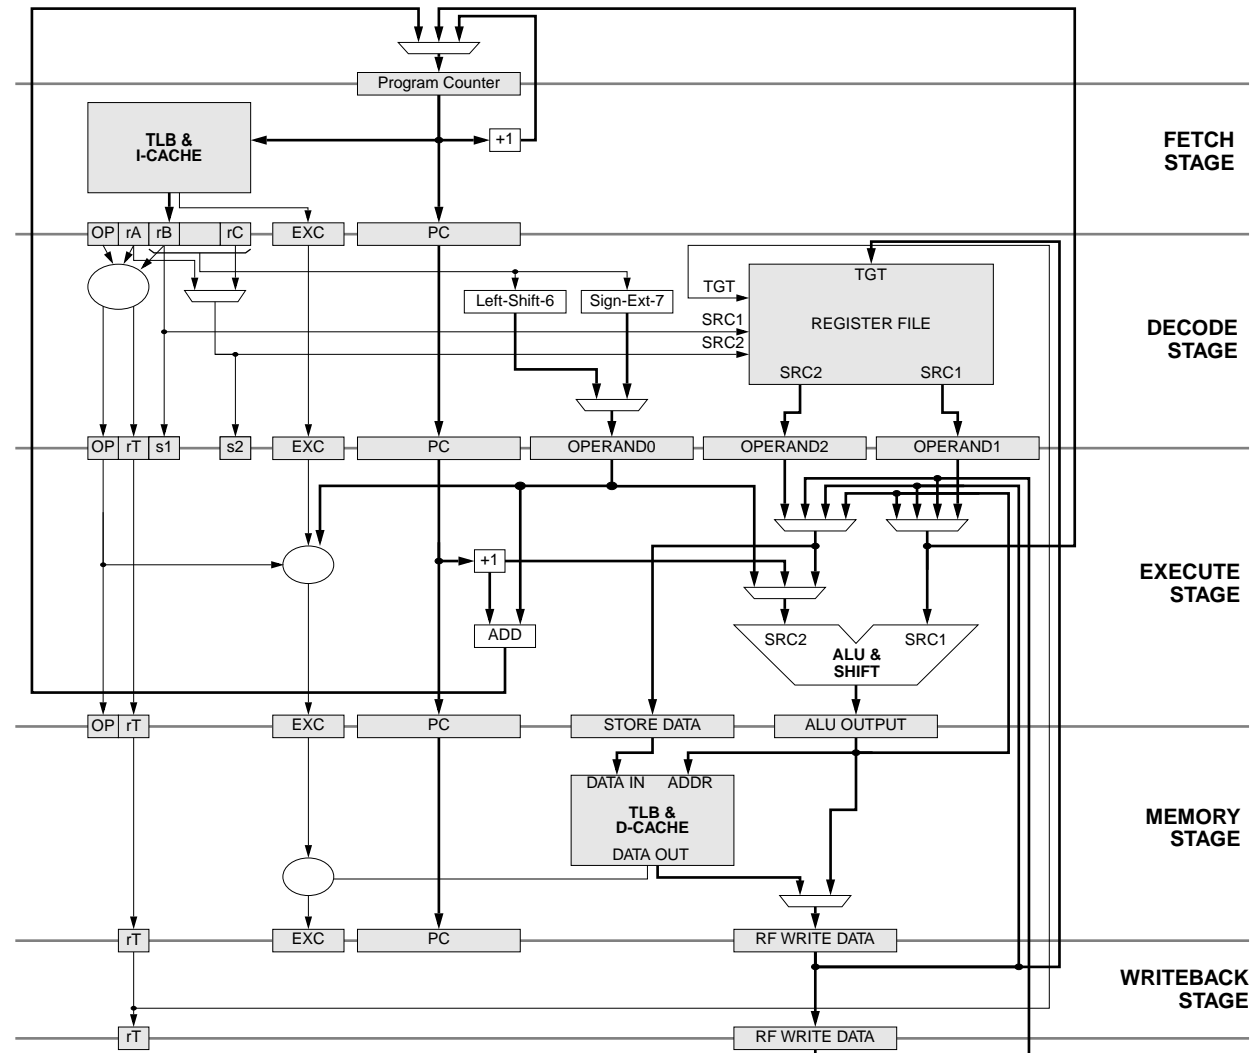 Program Counter
TLB &
I-CACHE
+1
FETCH
STAGE
OP rA rB rC EXC PC
TGT
TGT
Left-Shift-6 Sign-Ext-7
SRC1
REGISTER FILE
SRC2
SRC2 SRC1
DECODE
STAGE
OP rT s1 s2 EXC PC OPERAND0 OPERAND2 OPERAND1
+1
EXECUTE
STAGE
ADD
SRC2 SRC1
ALU &
SHIFT
OP rT EXC PC STORE DATA ALU OUTPUT
DATA IN ADDR
TLB &
D-CACHE
DATA OUT
MEMORY
STAGE
rT EXC PC RF WRITE DATA
WRITEBACK
STAGE
rT RF WRITE DATA